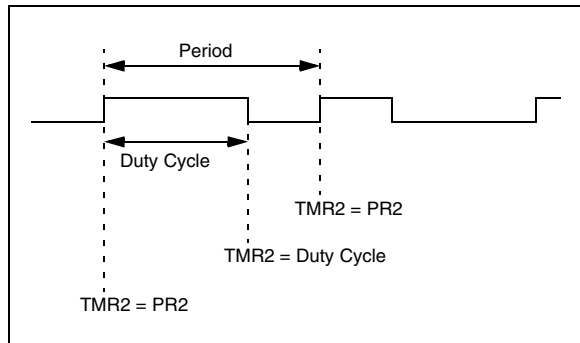 Period
Duty Cycle
TMR2 = PR2
TMR2 = Duty Cycle
TMR2 = PR2